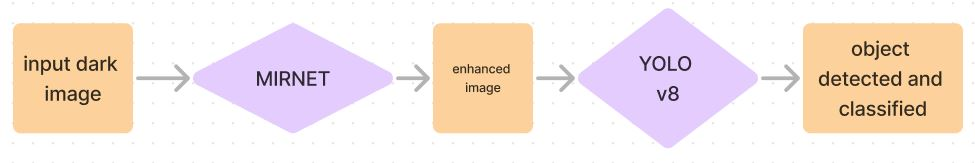 input dark
image
MIRNET
enhanced
image
YOLO
v8
object
detected and
classified